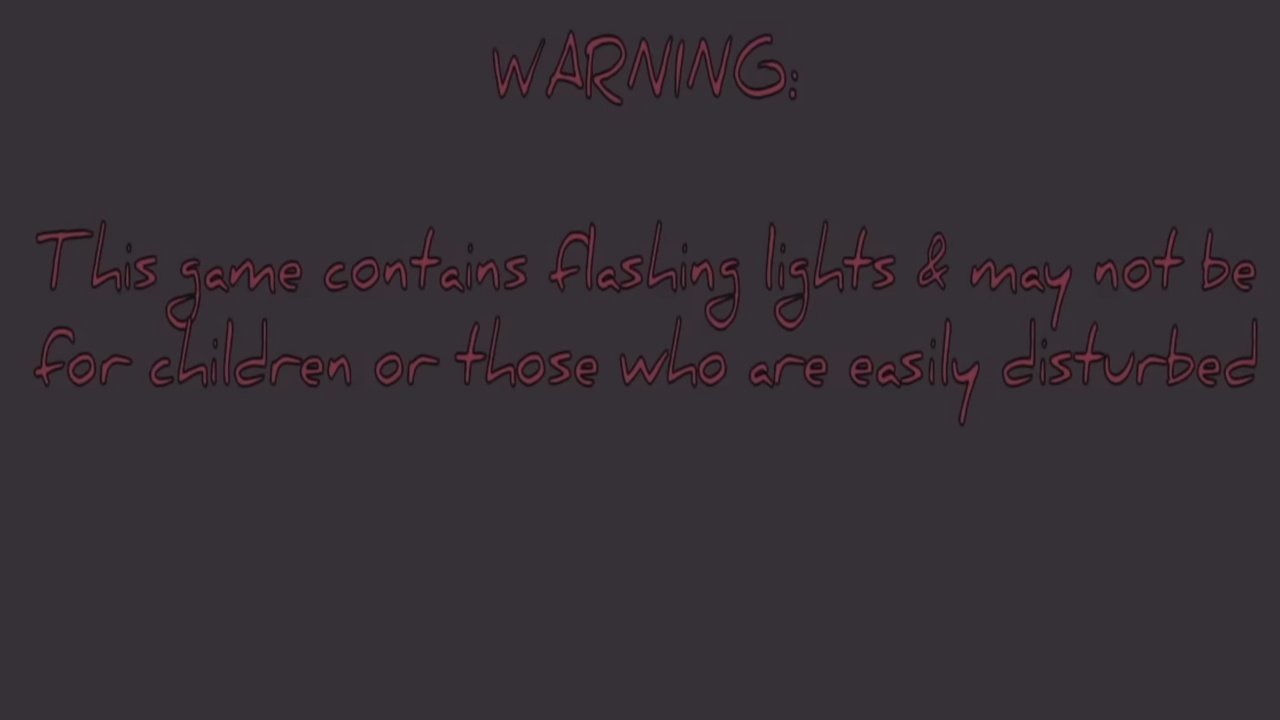 WARNING:
This game contains flashing lights & may not be
for children or those who are easily disturbed